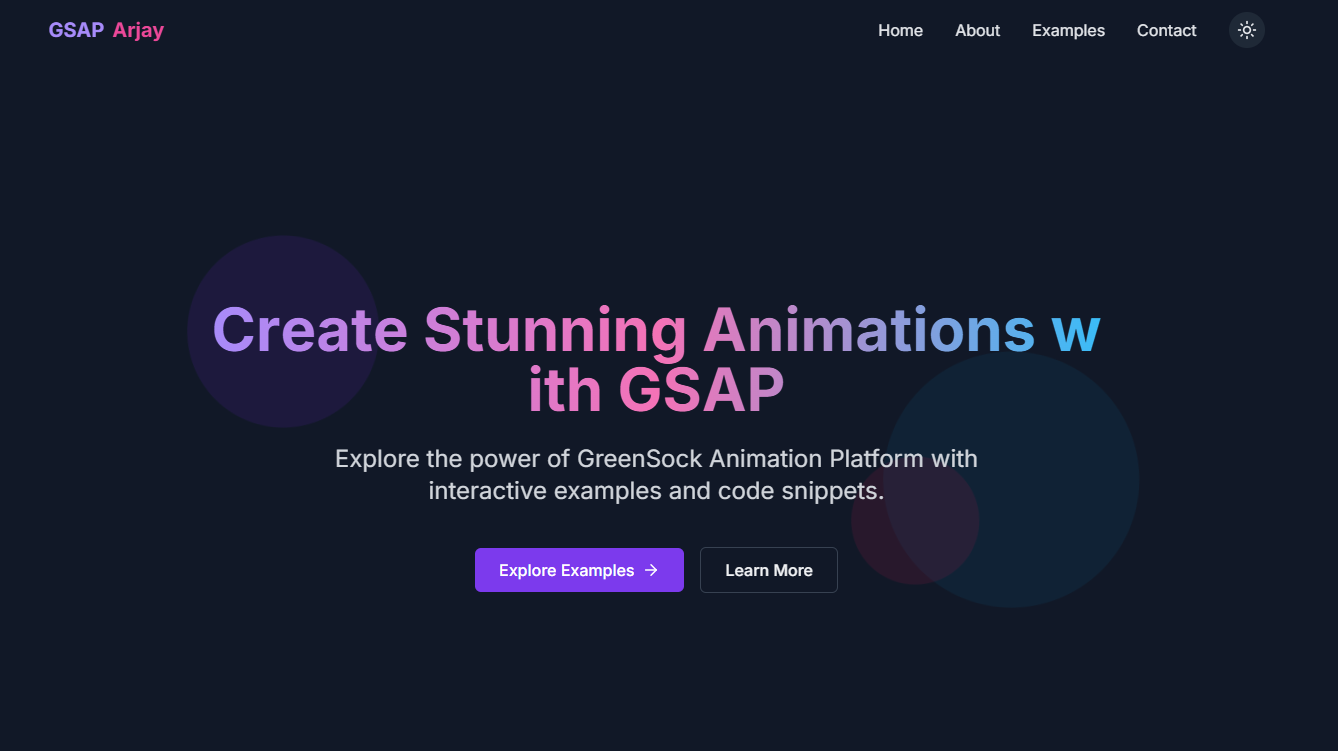 GSAP Arjay
Home About Examples Contact
Create Stunning Animations w
ith GSAP
Explore the power of GreenSock Animation Platform with
interactive examples and code snippets.
Explore Examples → Learn More